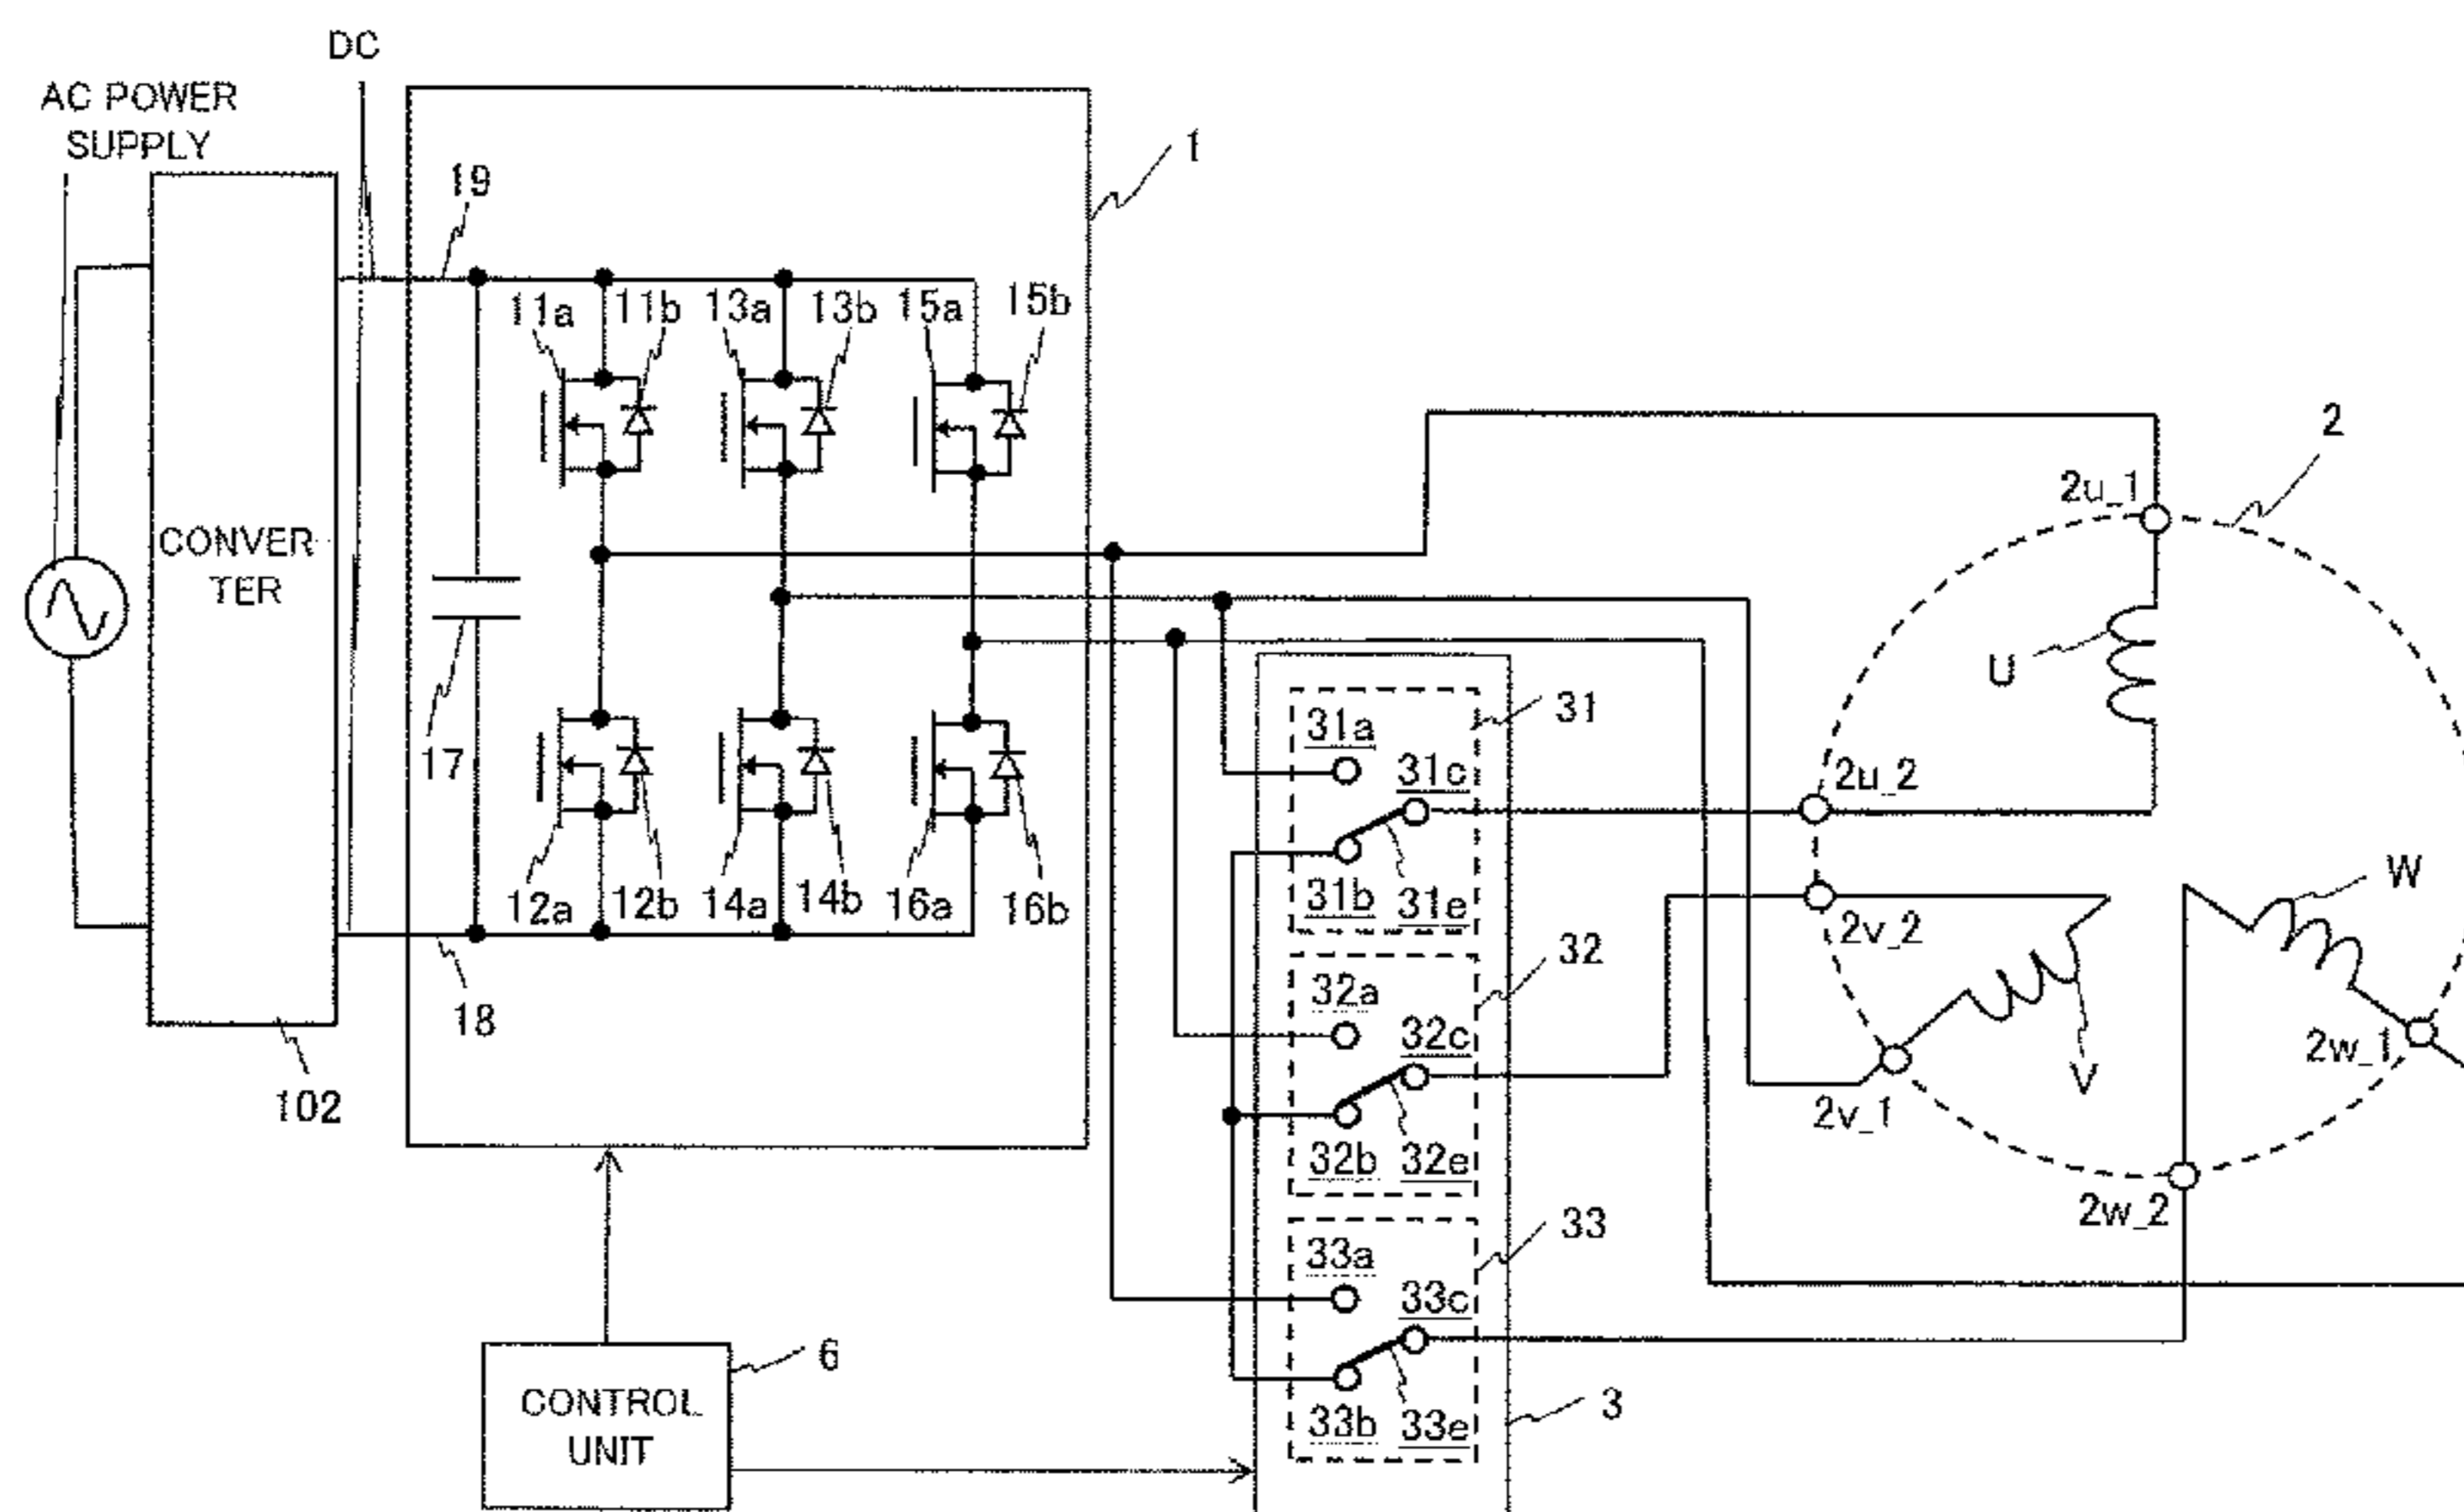 DC
AC POWER
SUPPLY
1
19
11a
11b
13a
13b
15a
15b
2
2u_1
CONVER
TER
U
17
31a
31
31c
2u_2
12a
12b
14a
14b
16a
16b
31b
31e
2v_2
W
18
32a
32
32c
2w_1
102
V
2v_1
32b
32e
2w_2
33a
33
33c
6
CONTROL
UNIT
33b
33e
3